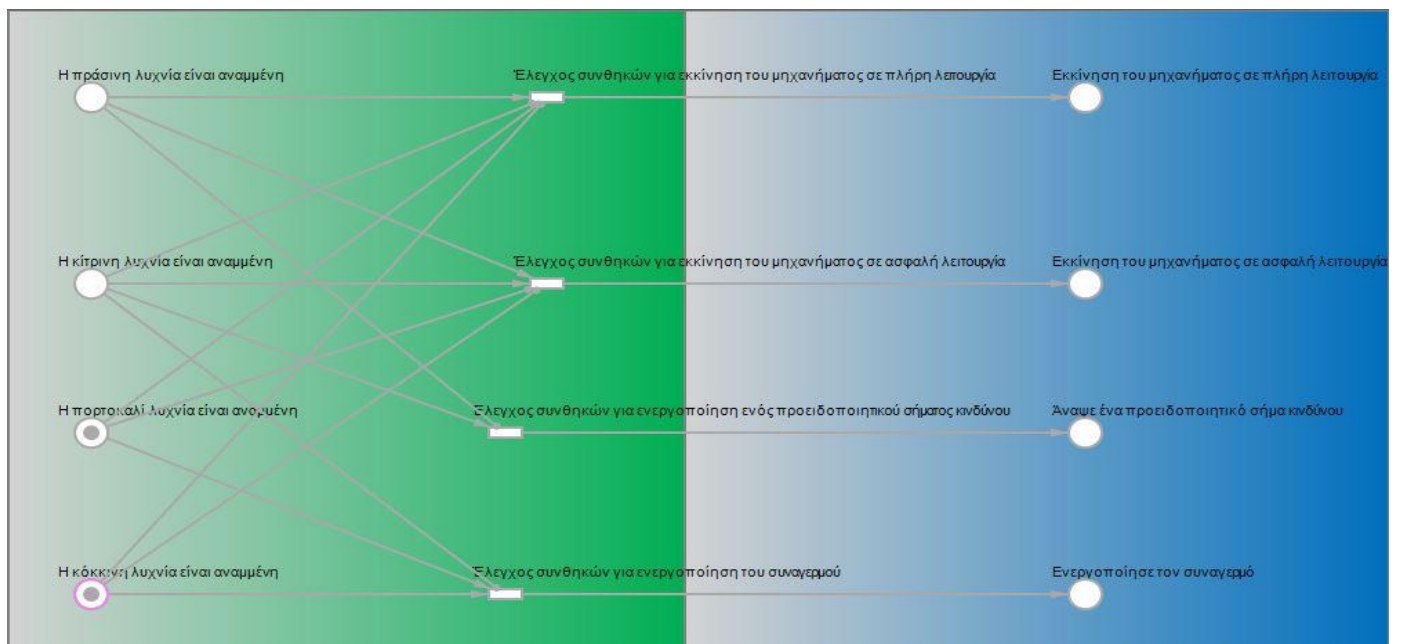 Η πράσινη λυχνία είναι αναμμένη
Έλεγχος συνθηκών για εκκίνηση του μηχανήματος σε πλήρη λειτουργία
Εκκίνηση του μηχανήματος σε πλήρη λειτουργία
Η κίτρινη λυχνία είναι αναμμένη
Έλεγχος συνθηκών για εκκίνηση του μηχανήματος σε ασφαλή λειτουργία
Εκκίνηση του μηχανήματος σε ασφαλή λειτουργία
Η πορτοκαλί λυχνία είναι αναμμένη
Έλεγχος συνθηκών για ενεργοποίηση ενός προειδοποιητικού σήματος κινδύνου
Άναψε ένα προειδοποιητικό σήμα κινδύνου
Η κόκκινη λυχνία είναι αναμμένη
Έλεγχος συνθηκών για ενεργοποίηση του συναγερμού
Ενεργοποίησε τον συναγερμό